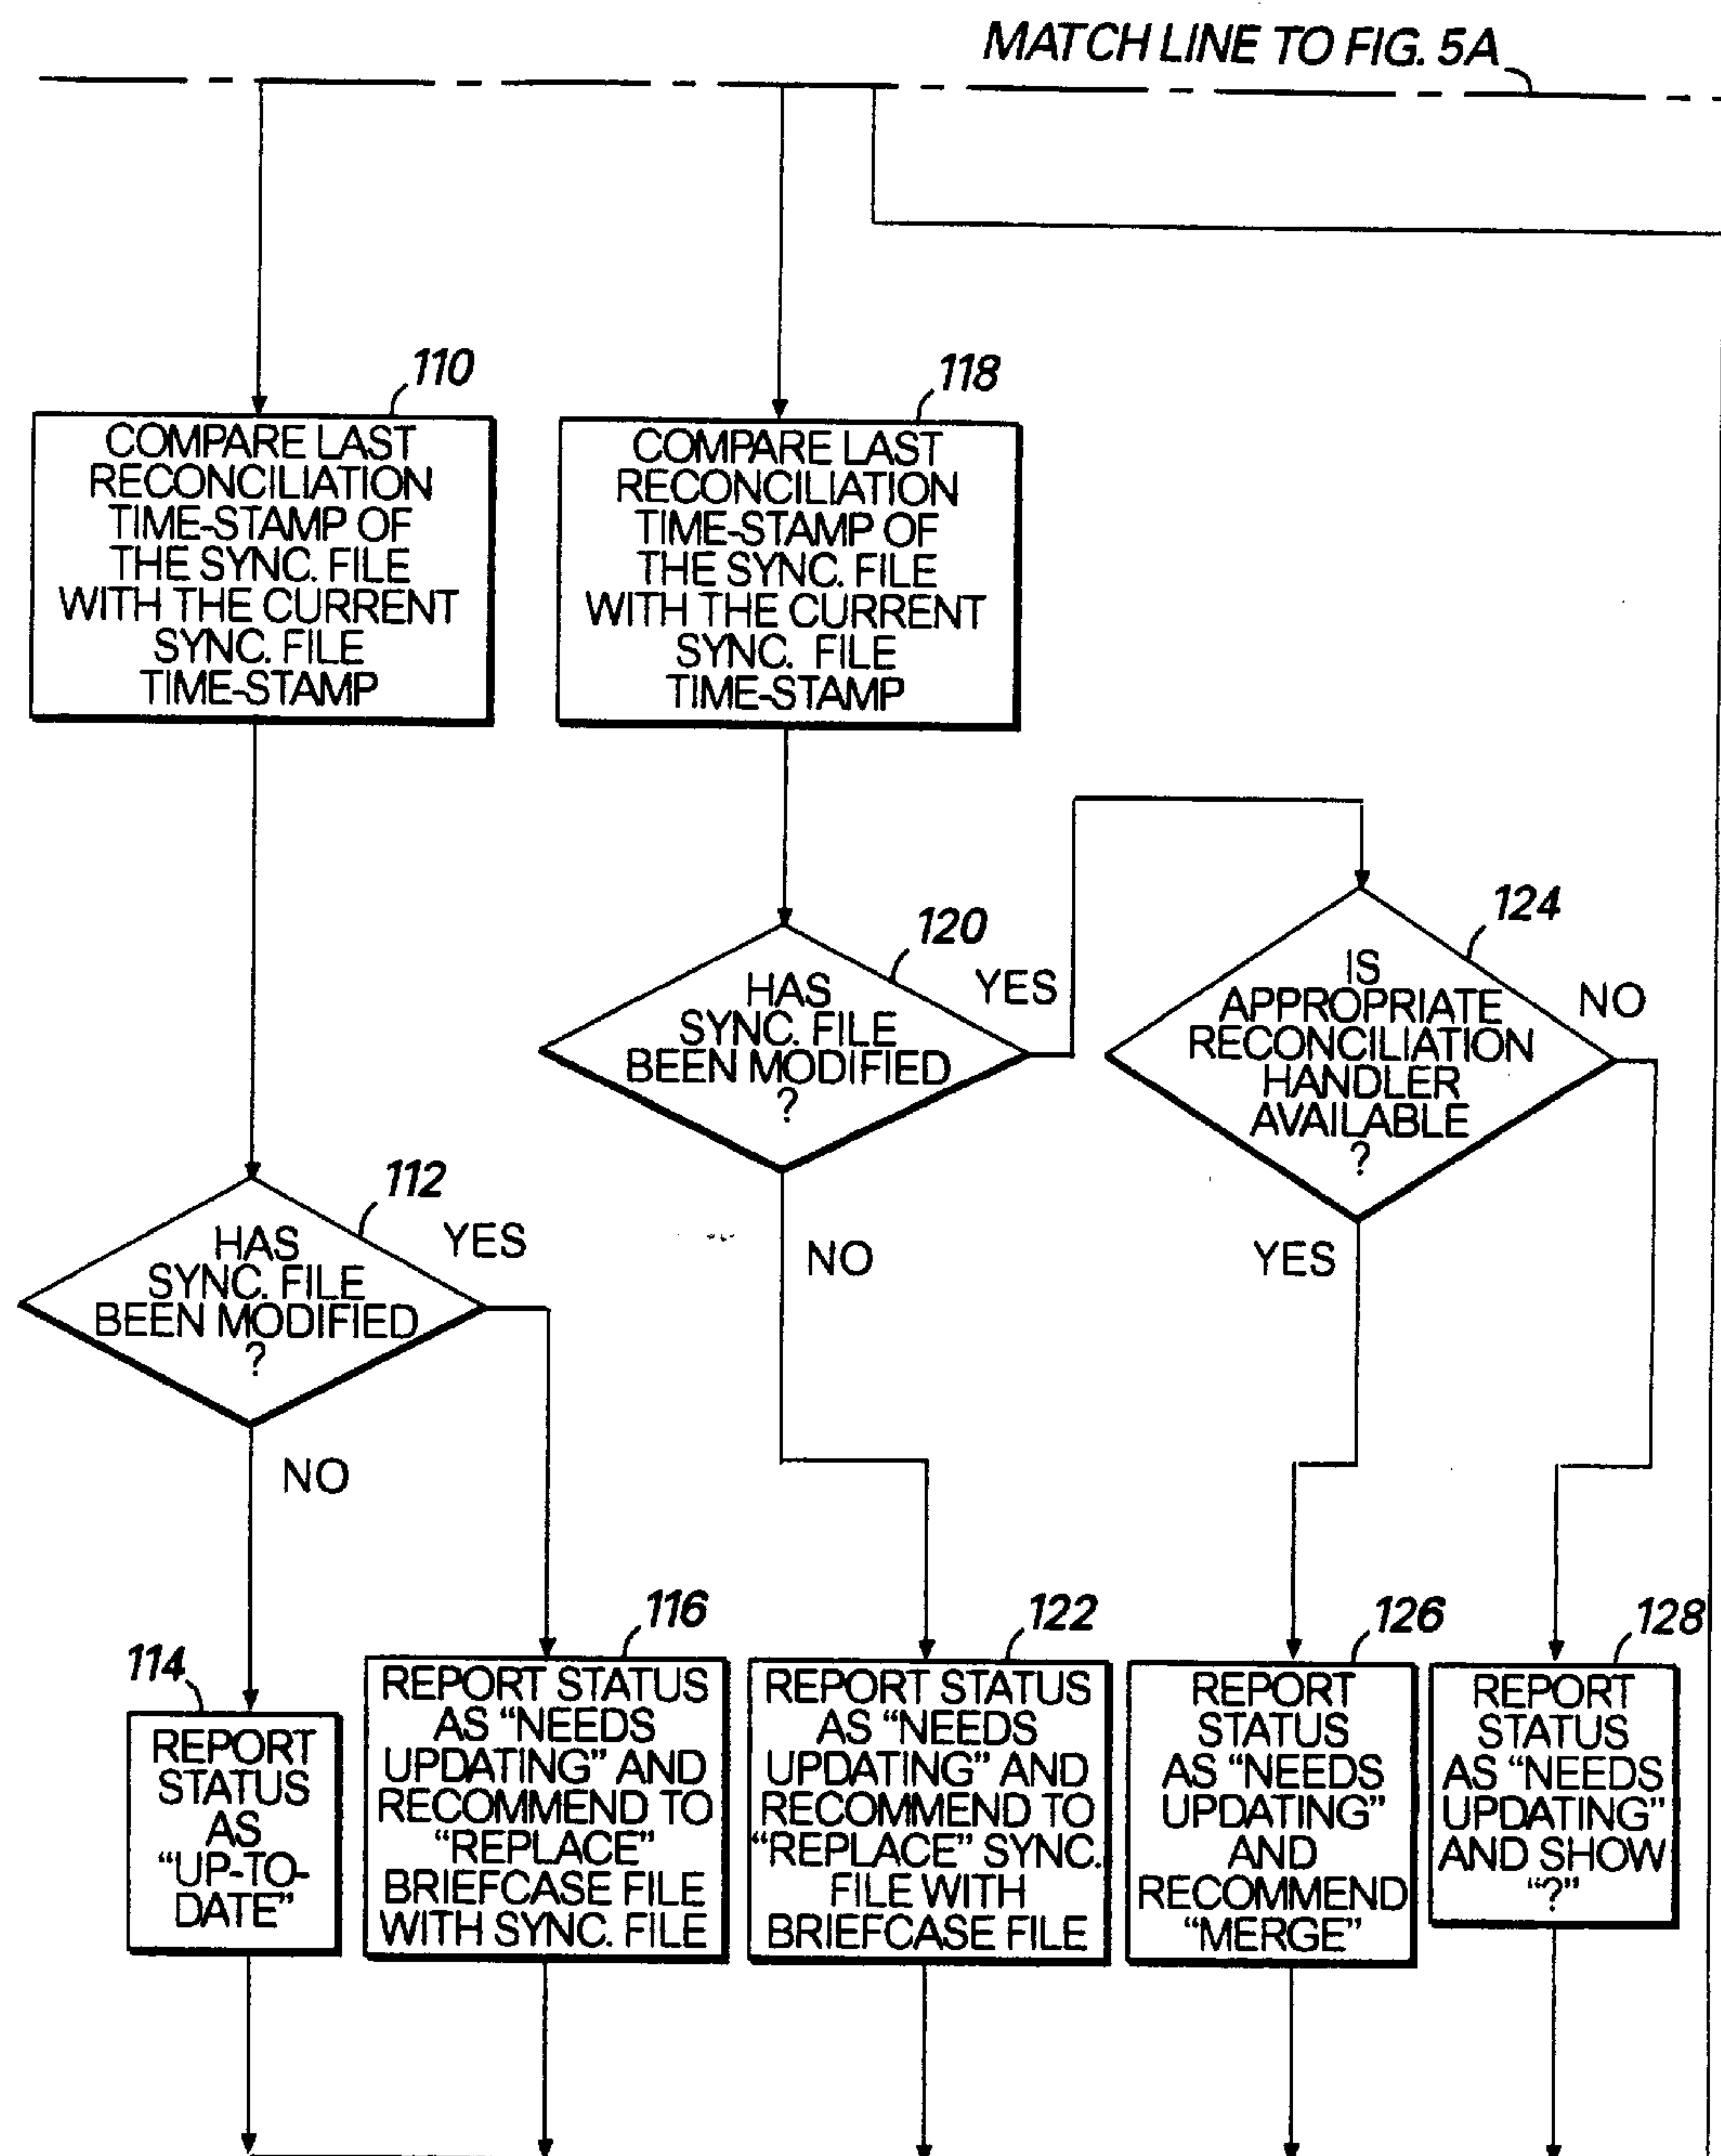 MATCH LINE TO FIG. 5A
110
COMPARE LAST
RECONCILIATION
TIME-STAMP OF
THE SYNC. FILE
WITH THE CURRENT
SYNC. FILE
TIME-STAMP
118
COMPARE LAST
RECONCILIATION
TIME-STAMP OF
THE SYNC. FILE
WITH THE CURRENT
SYNC. FILE
TIME-STAMP
120
HAS
SYNC. FILE
BEEN MODIFIED
?
YES
NO
124
IS
APPROPRIATE
RECONCILIATION
HANDLER
AVAILABLE
?
NO
YES
112
HAS
SYNC. FILE
BEEN MODIFIED
?
YES
NO
114
REPORT
STATUS
AS
“UP-TO-
DATE”
116
REPORT STATUS
AS “NEEDS
UPDATING” AND
RECOMMEND TO
“REPLACE”
BRIEFCASE FILE
WITH SYNC. FILE
122
REPORT STATUS
AS “NEEDS
UPDATING” AND
RECOMMEND TO
“REPLACE” SYNC.
FILE WITH
BRIEFCASE FILE
126
REPORT
STATUS
AS “NEEDS
UPDATING”
AND
RECOMMEND
“MERGE”
128
REPORT
STATUS
AS “NEEDS
UPDATING”
AND SHOW
“?”